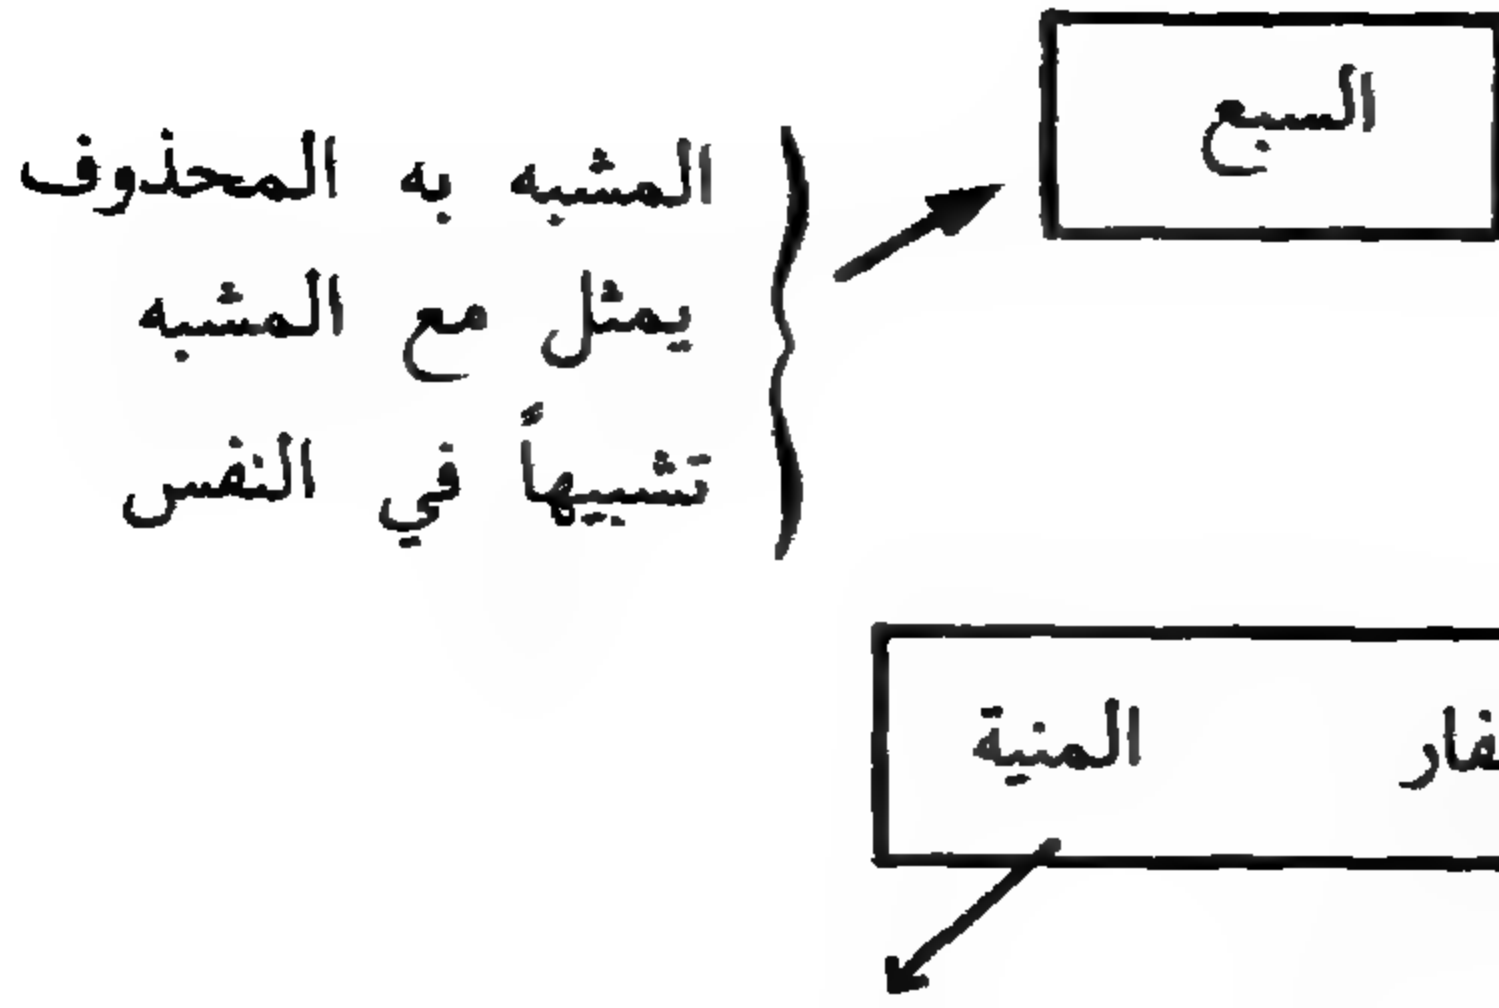 السبع
المشبه به المحذوف
يمثل مع المشبه
تشبيهاً في النفس
المنية